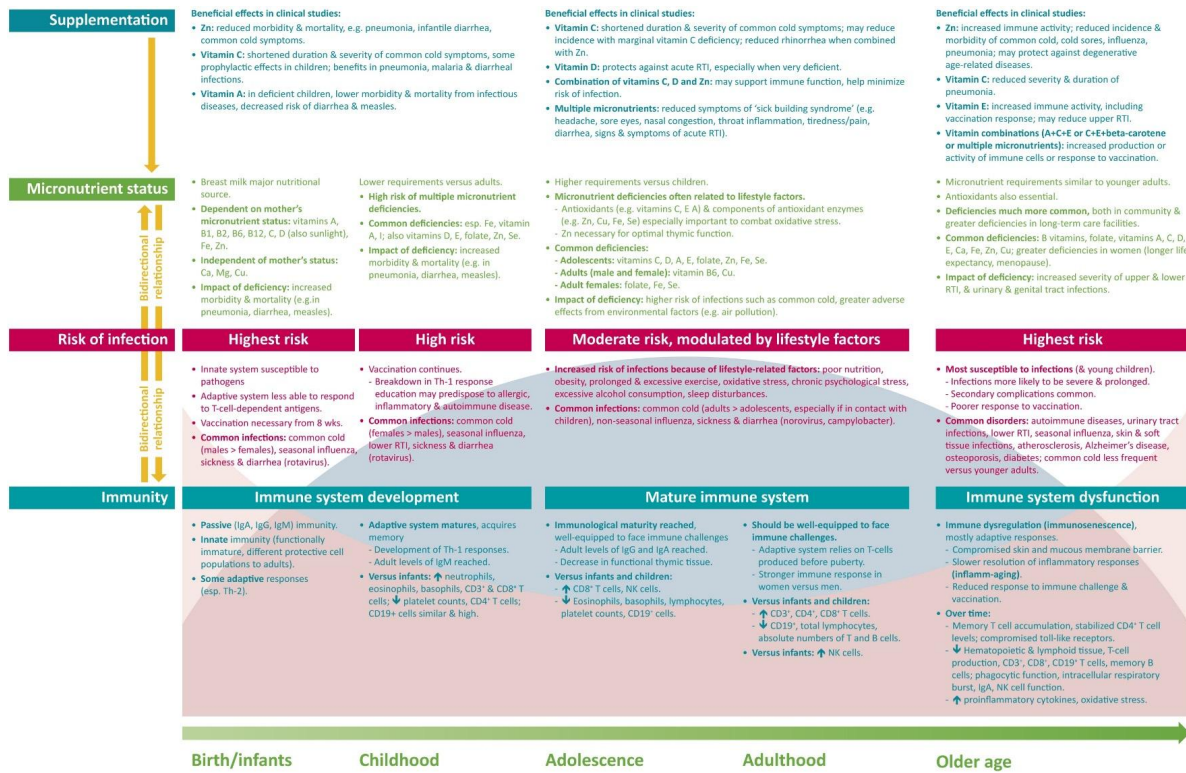 Supplementation
Beneficial effects in clinical studies:
• Zn: reduced morbidity & mortality, e.g. pneumonia, infantile diarrhea,
common cold symptoms.
• Vitamin C: shortened duration & severity of common cold symptoms, some
prophylactic effects in children; benefits in pneumonia, malaria & diarrheal
infections.
• Vitamin A: in deficient children, lower morbidity & mortality from infectious
diseases, decreased risk of diarrhea & measles.
Beneficial effects in clinical studies:
• Vitamin C: shortened duration & severity of common cold symptoms; may reduce
incidence with marginal vitamin C deficiency; reduced rhinorrhea when combined
with Zn.
• Vitamin D: protects against acute RTI, especially when very deficient.
• Combination of vitamins C, D and Zn: may support immune function, help minimize
risk of infection.
• Multiple micronutrients: reduced symptoms of ‘sick building syndrome’ (e.g.
headache, sore eyes, nasal congestion, throat inflammation, tiredness/pain,
diarrhea, signs & symptoms of acute RTI).
Beneficial effects in clinical studies:
• Zn: increased immune activity; reduced incidence &
morbidity of common cold, cold sores, influenza,
pneumonia; may protect against degenerative
age-related diseases.
• Vitamin C: reduced severity & duration of
pneumonia.
• Vitamin E: increased immune activity, including
vaccination response; may reduce upper RTI.
• Vitamin combinations (A+C+E or C+E+beta-carotene
or multiple micronutrients): increased production or
activity of immune cells or response to vaccination.
Micronutrient status
• Breast milk major nutritional
source.
• Dependent on mother’s
micronutrient status: vitamins A,
B1, B2, B6, B12, C, D (also sunlight),
Fe, Zn.
• Independent of mother’s status:
Ca, Mg, Cu.
• Impact of deficiency: increased
morbidity & mortality (e.g.in
pneumonia, diarrhea, measles).
Lower requirements versus adults.
• High risk of multiple micronutrient
deficiencies.
• Common deficiencies: esp. Fe, vitamin
A, I; also vitamins D, E, folate, Zn, Se.
• Impact of deficiency: increased
morbidity & mortality (e.g. in
pneumonia, diarrhea, measles).
• Higher requirements versus children.
• Micronutrient deficiencies often related to lifestyle factors.
- Antioxidants (e.g. vitamins C, E A) & components of antioxidant enzymes
(e.g. Zn, Cu, Fe, Se) especially important to combat oxidative stress.
- Zn necessary for optimal thymic function.
• Common deficiencies:
- Adolescents: vitamins C, D, A, E, folate, Zn, Fe, Se.
- Adults (male and female): vitamin B6, Cu.
- Adult females: folate, Fe, Se.
• Impact of deficiency: higher risk of infections such as common cold, greater adverse
effects from environmental factors (e.g. air pollution).
• Micronutrient requirements similar to younger adults.
• Antioxidants also essential.
• Deficiencies much more common, both in community &
greater deficiencies in long-term care facilities.
• Common deficiencies: B vitamins, folate, vitamins A, C, D,
E, Ca, Fe, Zn, Cu; greater deficiencies in women (longer life
expectancy, menopause).
• Impact of deficiency: increased severity of upper & lower
RTI, & urinary & genital tract infections.
Bidirectional
relationship
Risk of infection
Highest risk
High risk
Moderate risk, modulated by lifestyle factors
Highest risk
• Innate system susceptible to
pathogens
• Adaptive system less able to respond
to T-cell-dependent antigens.
• Vaccination necessary from 8 wks.
• Common infections: common cold
(males > females), seasonal influenza,
sickness & diarrhea (rotavirus).
• Vaccination continues.
- Breakdown in Th-1 response
education may predispose to allergic,
inflammatory & autoimmune disease.
• Common infections: common cold
(females > males), seasonal influenza,
lower RTI, sickness & diarrhea
(rotavirus).
• Increased risk of infections because of lifestyle-related factors: poor nutrition,
obesity, prolonged & excessive exercise, oxidative stress, chronic psychological stress,
excessive alcohol consumption, sleep disturbances.
• Common infections: common cold (adults > adolescents, especially if in contact with
children), non-seasonal influenza, sickness & diarrhea (norovirus, campylobacter).
• Most susceptible to infections (& young children).
- Infections more likely to be severe & prolonged.
- Secondary complications common.
- Poorer response to vaccination.
• Common disorders: autoimmune diseases, urinary tract
infections, lower RTI, seasonal influenza, skin & soft
tissue infections, atherosclerosis, Alzheimer’s disease,
osteoporosis, diabetes; common cold less frequent
versus younger adults.
Bidirectional
relationship
Immunity
Immune system development
Mature immune system
Immune system dysfunction
• Passive (IgA, IgG, IgM) immunity.
• Innate immunity (functionally
immature, different protective cell
populations to adults).
• Some adaptive responses
(esp. Th-2).
• Adaptive system matures, acquires
memory
- Development of Th-1 responses.
- Adult levels of IgM reached.
• Versus infants: ↑ neutrophils,
eosinophils, basophils, CD3⁺ & CD8⁺ T
cells; ↓ platelet counts, CD4⁺ T cells;
CD19+ cells similar & high.
• Immunological maturity reached,
well-equipped to face immune challenges
- Adult levels of IgG and IgA reached.
- Decrease in functional thymic tissue.
• Versus infants and children:
- ↑ CD8⁺ T cells, NK cells.
- ↓ Eosinophils, basophils, lymphocytes,
platelet counts, CD19⁺ cells.
• Should be well-equipped to face
immune challenges.
- Adaptive system relies on T-cells
produced before puberty.
- Stronger immune response in
women versus men.
• Versus infants and children:
- ↑ CD3⁺, CD4⁺, CD8⁺ T cells.
- ↓ CD19⁺, total lymphocytes,
absolute numbers of T and B cells.
• Versus infants: ↑ NK cells.
• Immune dysregulation (immunosenescence),
mostly adaptive responses.
- Compromised skin and mucous membrane barrier.
- Slower resolution of inflammatory responses
(inflamm-aging).
- Reduced response to immune challenge &
vaccination.
• Over time:
- Memory T cell accumulation, stabilized CD4⁺ T cell
levels; compromised toll-like receptors.
- ↓ Hematopoietic & lymphoid tissue, T-cell
production, CD3⁺, CD8⁺, CD19⁺ T cells, memory B
cells; phagocytic function, intracellular respiratory
burst, IgA, NK cell function.
- ↑ proinflammatory cytokines, oxidative stress.
Birth/infants
Childhood
Adolescence
Adulthood
Older age